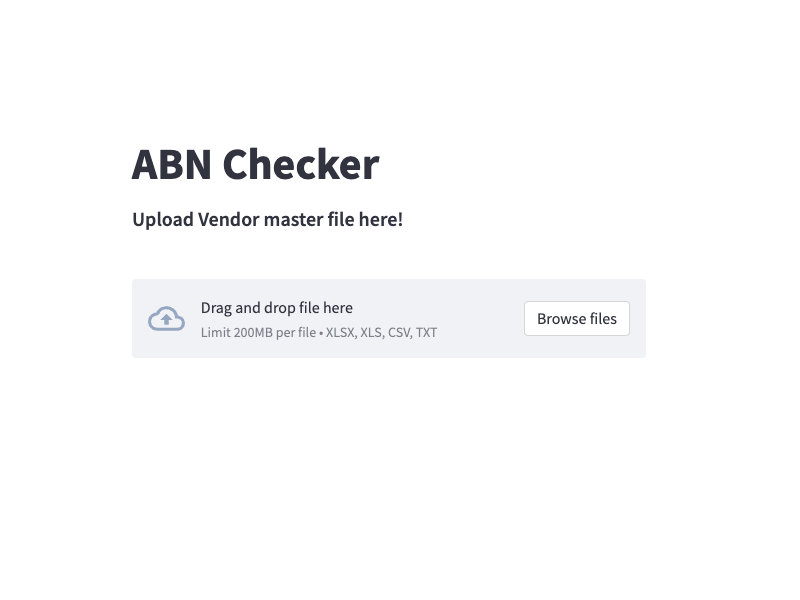 ABN Checker
Upload Vendor master file here!
Drag and drop file here
Limit 200MB per file • XLSX, XLS, CSV, TXT
Browse files